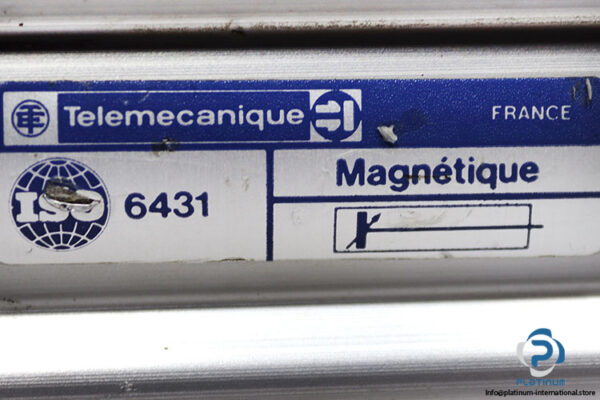 Telemecanique
FRANCE
ISO 6431
Magnétique
PLATINUM
Info@platinum-international.store